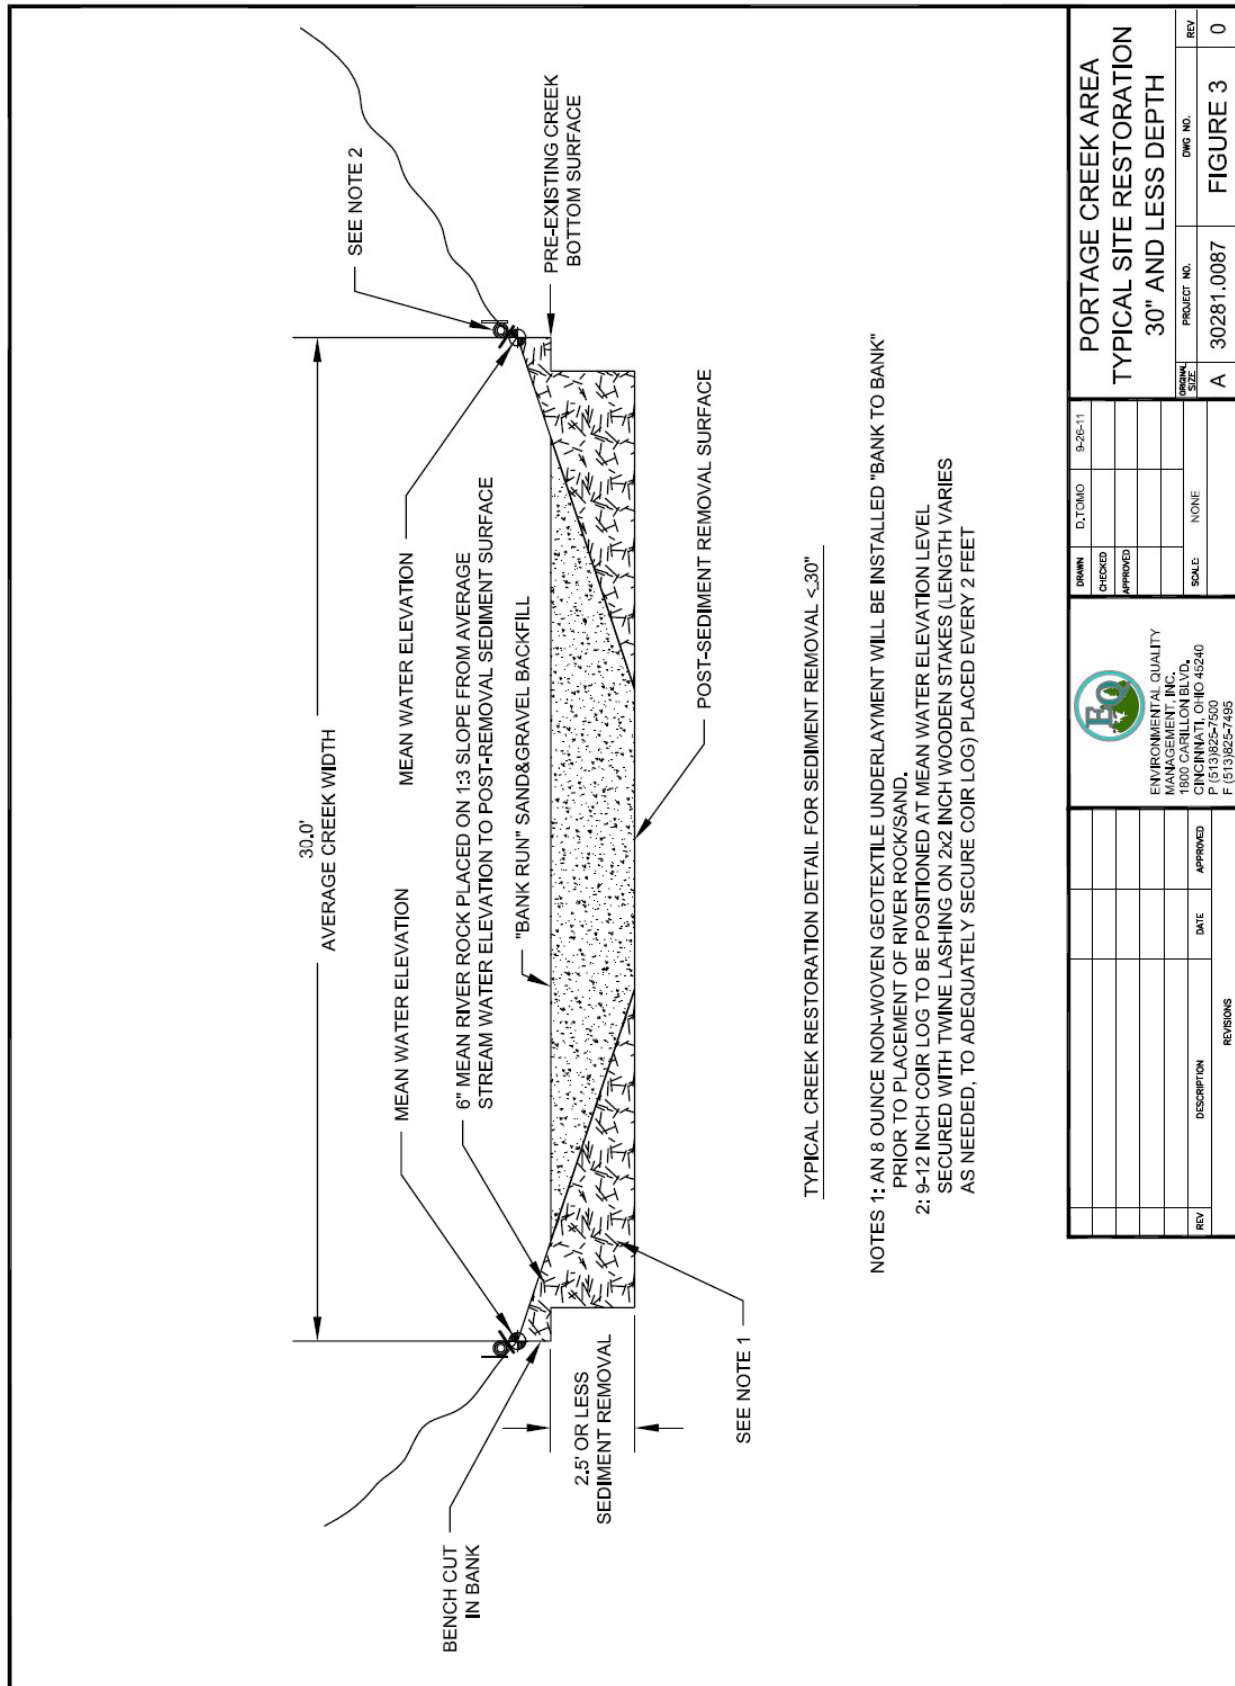 30.0'
AVERAGE CREEK WIDTH
SEE NOTE 2
MEAN WATER ELEVATION
MEAN WATER ELEVATION
6" MEAN RIVER ROCK PLACED ON 1:3 SLOPE FROM AVERAGE
STREAM WATER ELEVATION TO POST-REMOVAL SEDIMENT SURFACE
"BANK RUN" SAND&GRAVEL BACKFILL
PRE-EXISTING CREEK
BOTTOM SURFACE
BENCH CUT
IN BANK
2.5' OR LESS
SEDIMENT REMOVAL
SEE NOTE 1
POST-SEDIMENT REMOVAL SURFACE
TYPICAL CREEK RESTORATION DETAIL FOR SEDIMENT REMOVAL <30"
NOTES 1: AN 8 OUNCE NON-WOVEN GEOTEXTILE UNDERLAYMENT WILL BE INSTALLED "BANK TO BANK"
PRIOR TO PLACEMENT OF RIVER ROCK/SAND.
2: 9-12 INCH COIR LOG TO BE POSITIONED AT MEAN WATER ELEVATION LEVEL
SECURED WITH TWINE LASHING ON 2x2 INCH WOODEN STAKES (LENGTH VARIES
AS NEEDED, TO ADEQUATELY SECURE COIR LOG) PLACED EVERY 2 FEET
REV
DESCRIPTION
DATE
APPROVED
REVISIONS
EQ
ENVIRONMENTAL QUALITY
MANAGEMENT, INC.
1800 CARILLON BLVD.
CINCINNATI, OHIO 45240
P (513)825-7500
F (513)825-7495
DRAWN D.TOMO 9-26-11
CHECKED
APPROVED
SCALE: NONE
PORTAGE CREEK AREA
TYPICAL SITE RESTORATION
30" AND LESS DEPTH
ORIGINAL
SIZE
A
PROJECT NO.
30281.0087
DWG NO.
FIGURE 3
REV
0